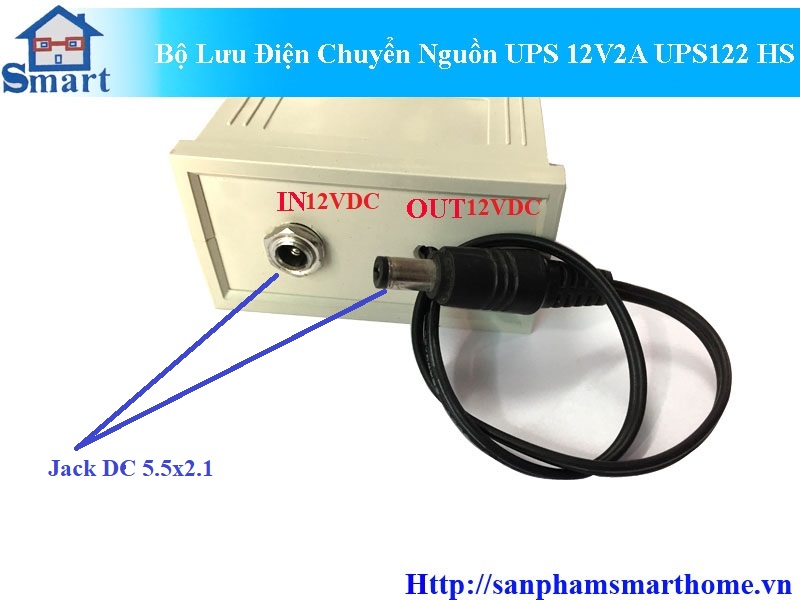 Smart
Bộ Lưu Điện Chuyển Nguồn UPS 12V2A UPS122 HS
IN12VDC
OUT12VDC
Jack DC 5.5x2.1
Http://sanphamsmarthome.vn